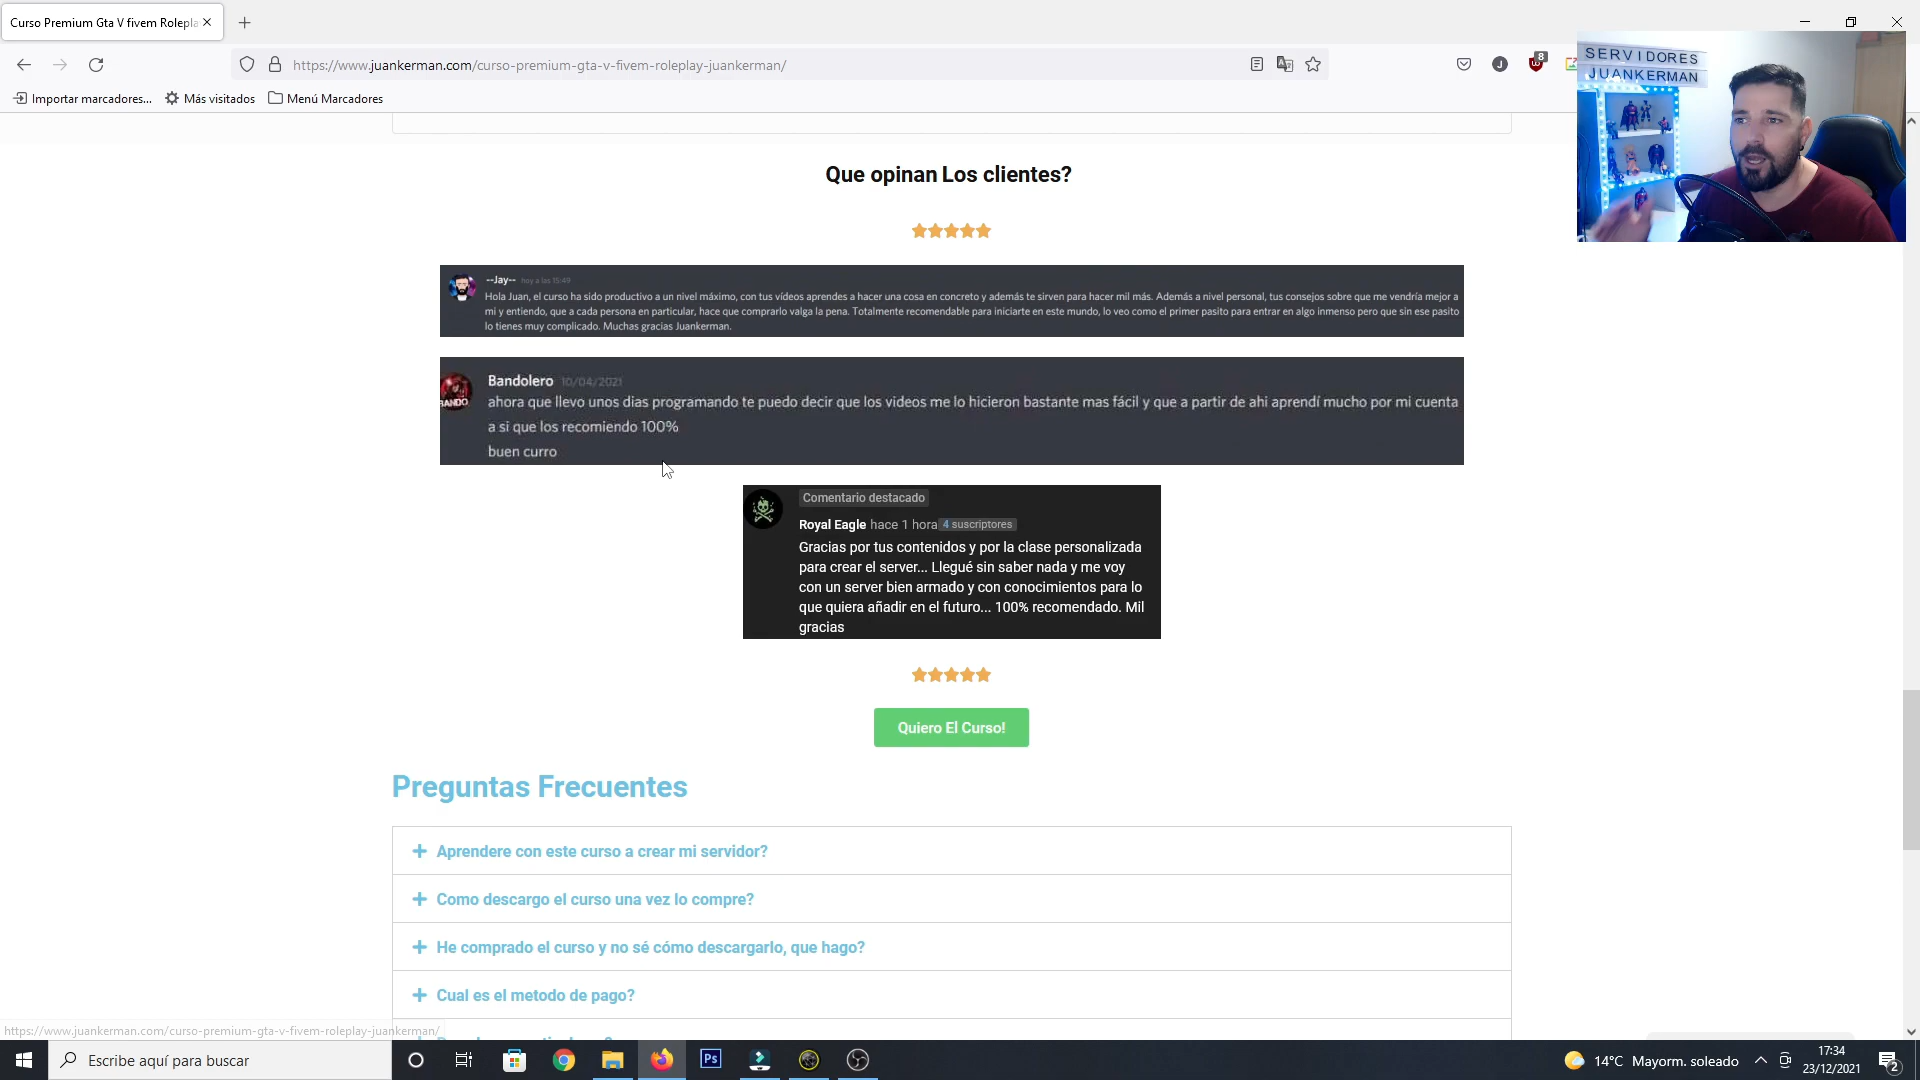 Curso Premium Gta V fivem Rolepla
https://www.juankerman.com/curso-premium-gta-v-fivem-roleplay-juankerman/
J
8
Importar marcadores...
Más visitados
Menú Marcadores
SERVIDORES
JUANKERMAN
Que opinan Los clientes?
--Jay-- hoy a las 15:49
Hola Juan, el curso ha sido productivo a un nivel máximo, con tus vídeos aprendes a hacer una cosa en concreto y además te sirven para hacer mil más. Además a nivel personal, tus consejos sobre que me vendría mejor a
mi y entiendo, que a cada persona en particular, hace que comprarlo valga la pena. Totalmente recomendable para iniciarte en este mundo, lo veo como el primer pasito para entrar en algo inmenso pero que sin ese pasito
lo tienes muy complicado. Muchas gracias Juankerman.
BANDO
Bandolero 10/04/2021
ahora que llevo unos dias programando te puedo decir que los videos me lo hicieron bastante mas fácil y que a partir de ahi aprendí mucho por mi cuenta
a si que los recomiendo 100%
buen curro
Comentario destacado
Royal Eagle hace 1 hora 4 suscriptores
Gracias por tus contenidos y por la clase personalizada
para crear el server... Llegué sin saber nada y me voy
con un server bien armado y con conocimientos para lo
que quiera añadir en el futuro... 100% recomendado. Mil
gracias
Quiero El Curso!
Preguntas Frecuentes
Aprendere con este curso a crear mi servidor?
Como descargo el curso una vez lo compre?
He comprado el curso y no sé cómo descargarlo, que hago?
Cual es el metodo de pago?
https://www.juankerman.com/curso-premium-gta-v-fivem-roleplay-juankerman/
Escribe aquí para buscar
Ps
14°C Mayorm. soleado
17:34
23/12/2021
2